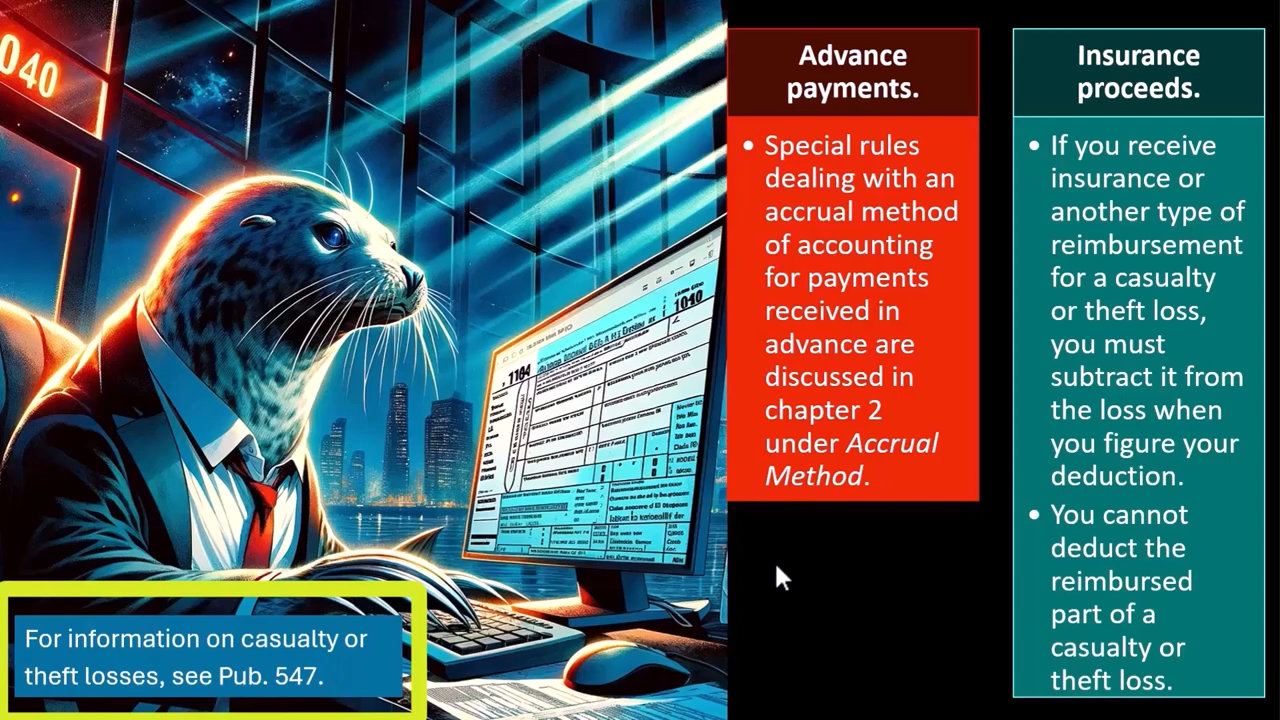 040
1040
1184
Advance
payments.
• Special rules
dealing with an
accrual method
of accounting
for payments
received in
advance are
discussed in
chapter 2
under Accrual
Method.
Insurance
proceeds.
• If you receive
insurance or
another type of
reimbursement
for a casualty
or theft loss,
you must
subtract it from
the loss when
you figure your
deduction.
• You cannot
deduct the
reimbursed
part of a
casualty or
theft loss.
For information on casualty or
theft losses, see Pub. 547.